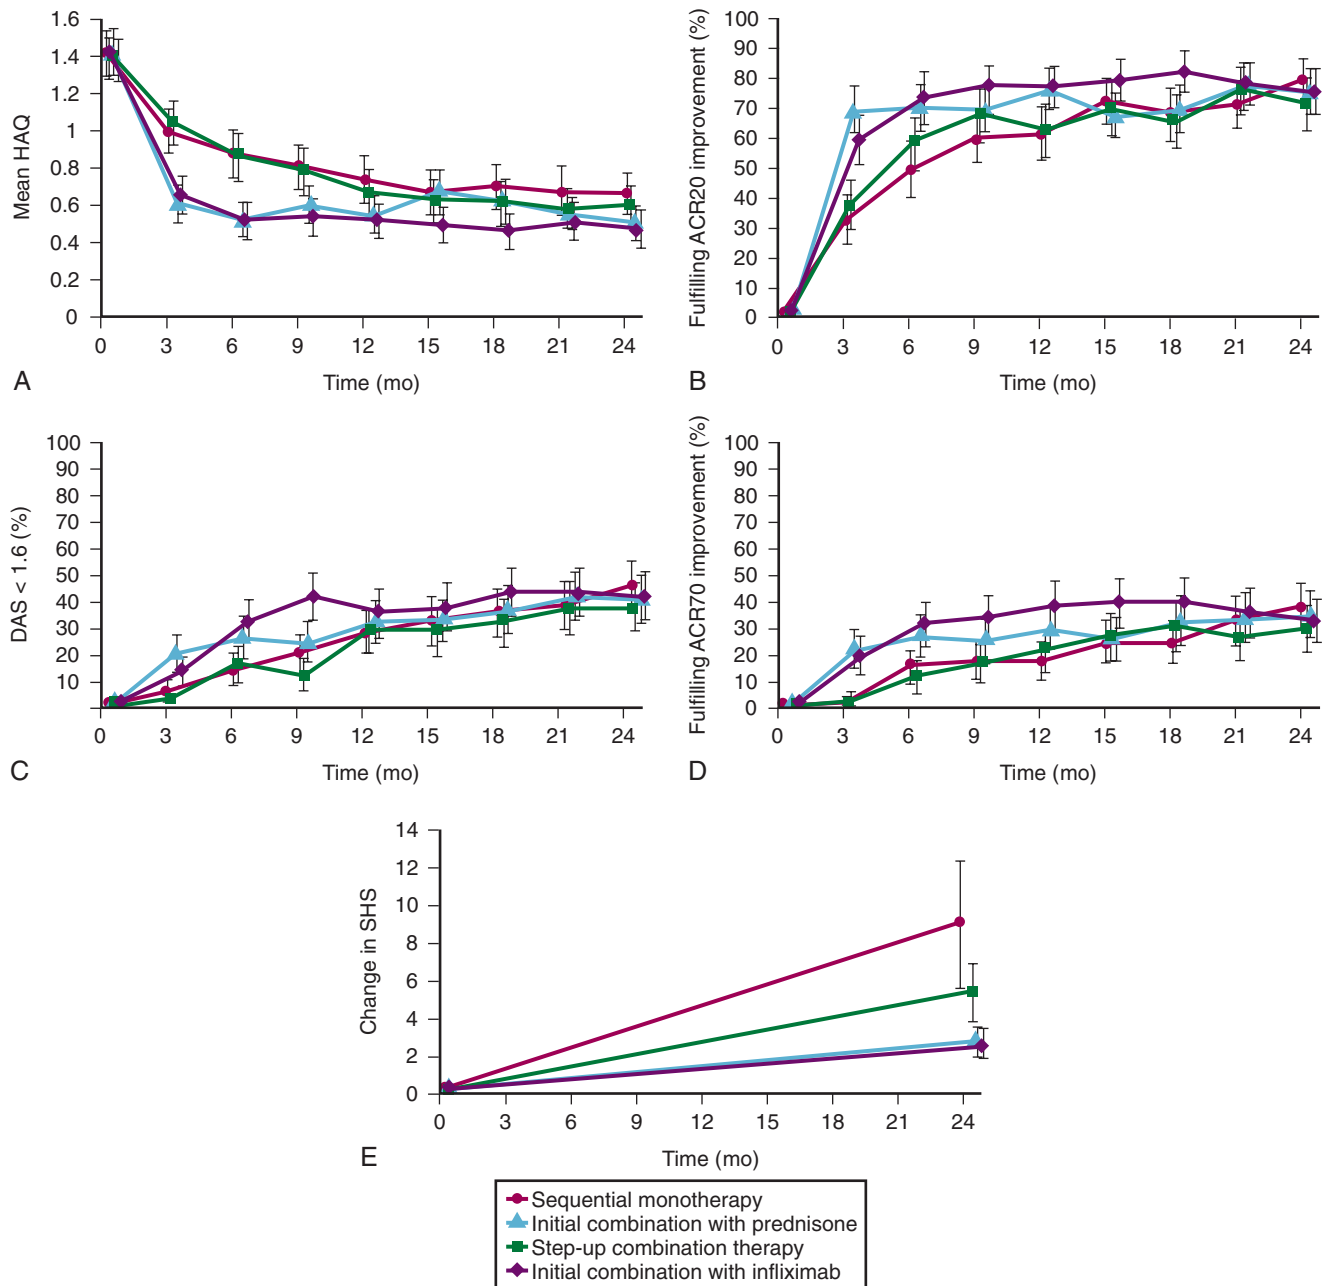 1.6
1.4
1.2
1
0.8
0.6
0.4
0.2
0
Mean HAQ
0 3 6 9 12 15 18 21 24
Time (mo)
A
100
90
80
70
60
50
40
30
20
10
0
Fulfilling ACR20 improvement (%)
0 3 6 9 12 15 18 21 24
Time (mo)
B
100
90
80
70
60
50
40
30
20
10
DAS < 1.6 (%)
0 3 6 9 12 15 18 21 24
Time (mo)
C
100
90
80
70
60
50
40
30
20
10
0
Fulfilling ACR70 improvement (%)
0 3 6 9 12 15 18 21 24
Time (mo)
D
14
12
10
8
6
4
2
0
Change in SHS
0 3 6 9 12 15 18 21 24
Time (mo)
E
Sequential monotherapy
Initial combination with prednisone
Step-up combination therapy
Initial combination with infliximab